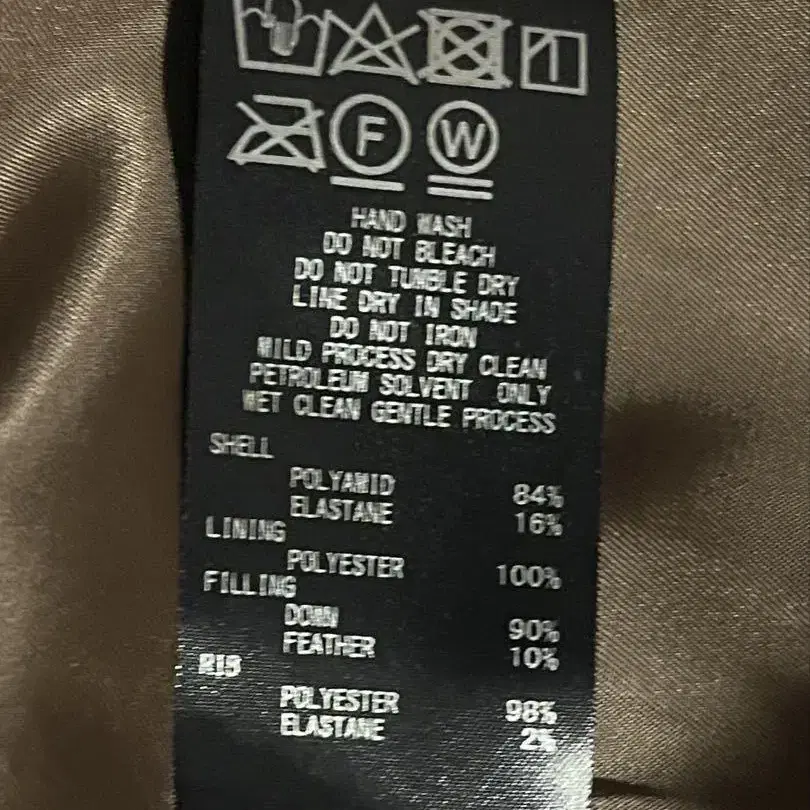 F W
HAND WASH
DO NOT BLEACH
DO NOT TUMBLE DRY
LINE DRY IN SHADE
DO NOT IRON
MILD PROCESS DRY CLEAN
PETROLEUM SOLVENT ONLY
WET CLEAN GENTLE PROCESS
SHELL
POLYAMID 84%
ELASTANE 16%
LINING
POLYESTER 100%
FILLING
DOWN 90%
FEATHER 10%
RIB
POLYESTER 98%
ELASTANE 2%